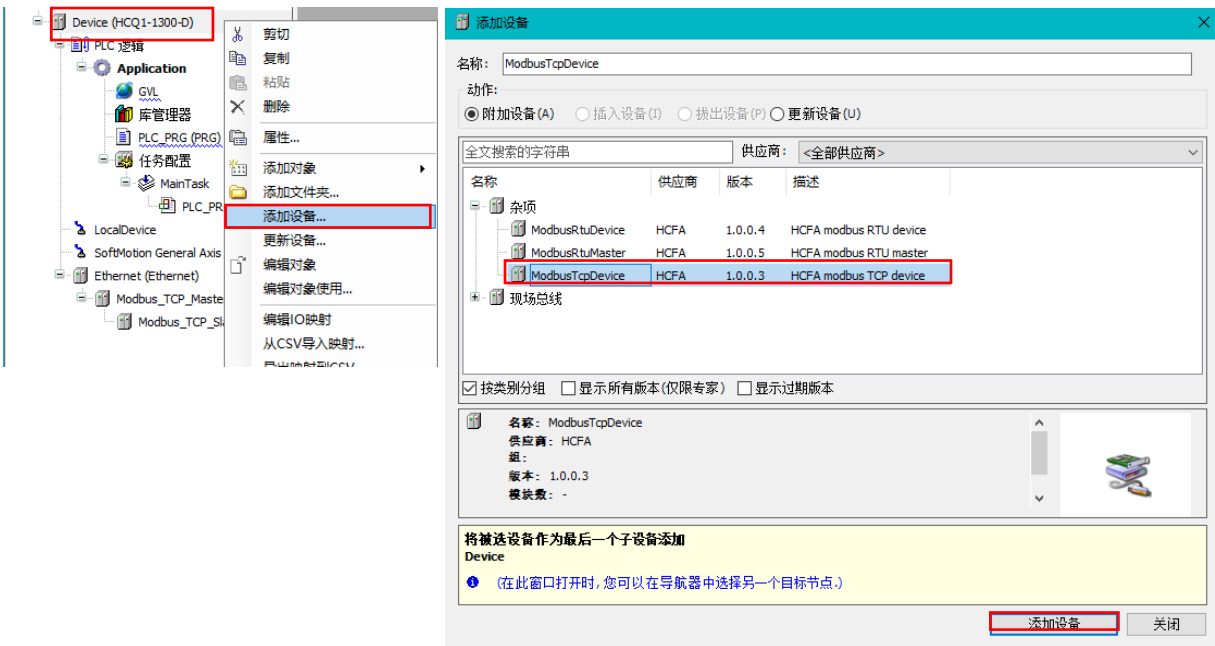 Device (HCQ1-1300-D)
PLC 逻辑
Application
GVL
库管理器
PLC_PRG (PRG)
任务配置
MainTask
PLC_PR
LocalDevice
SoftMotion General Axis
Ethernet (Ethernet)
Modbus_TCP_Maste
Modbus_TCP_Sl
剪切
复制
粘贴
删除
属性...
添加对象
添加文件夹...
添加设备...
更新设备...
编辑对象
编辑对象使用...
编辑IO映射
从CSV导入映射...
导出映射到CSV
添加设备
名称: ModbusTcpDevice
动作:
附加设备(A) 插入设备(I) 拔出设备(P) 更新设备(U)
全文搜索的字符串 供应商: <全部供应商>
名称 供应商 版本 描述
杂项
ModbusRtuDevice HCFA 1.0.0.4 HCFA modbus RTU device
ModbusRtuMaster HCFA 1.0.0.5 HCFA modbus RTU master
ModbusTcpDevice HCFA 1.0.0.3 HCFA modbus TCP device
现场总线
按类别分组 显示所有版本(仅限专家) 显示过期版本
名称: ModbusTcpDevice
供应商: HCFA
组:
版本: 1.0.0.3
模块数: -
将被选设备作为最后一个子设备添加
Device
(在此窗口打开时,您可以在导航器中选择另一个目标节点.)
添加设备 关闭